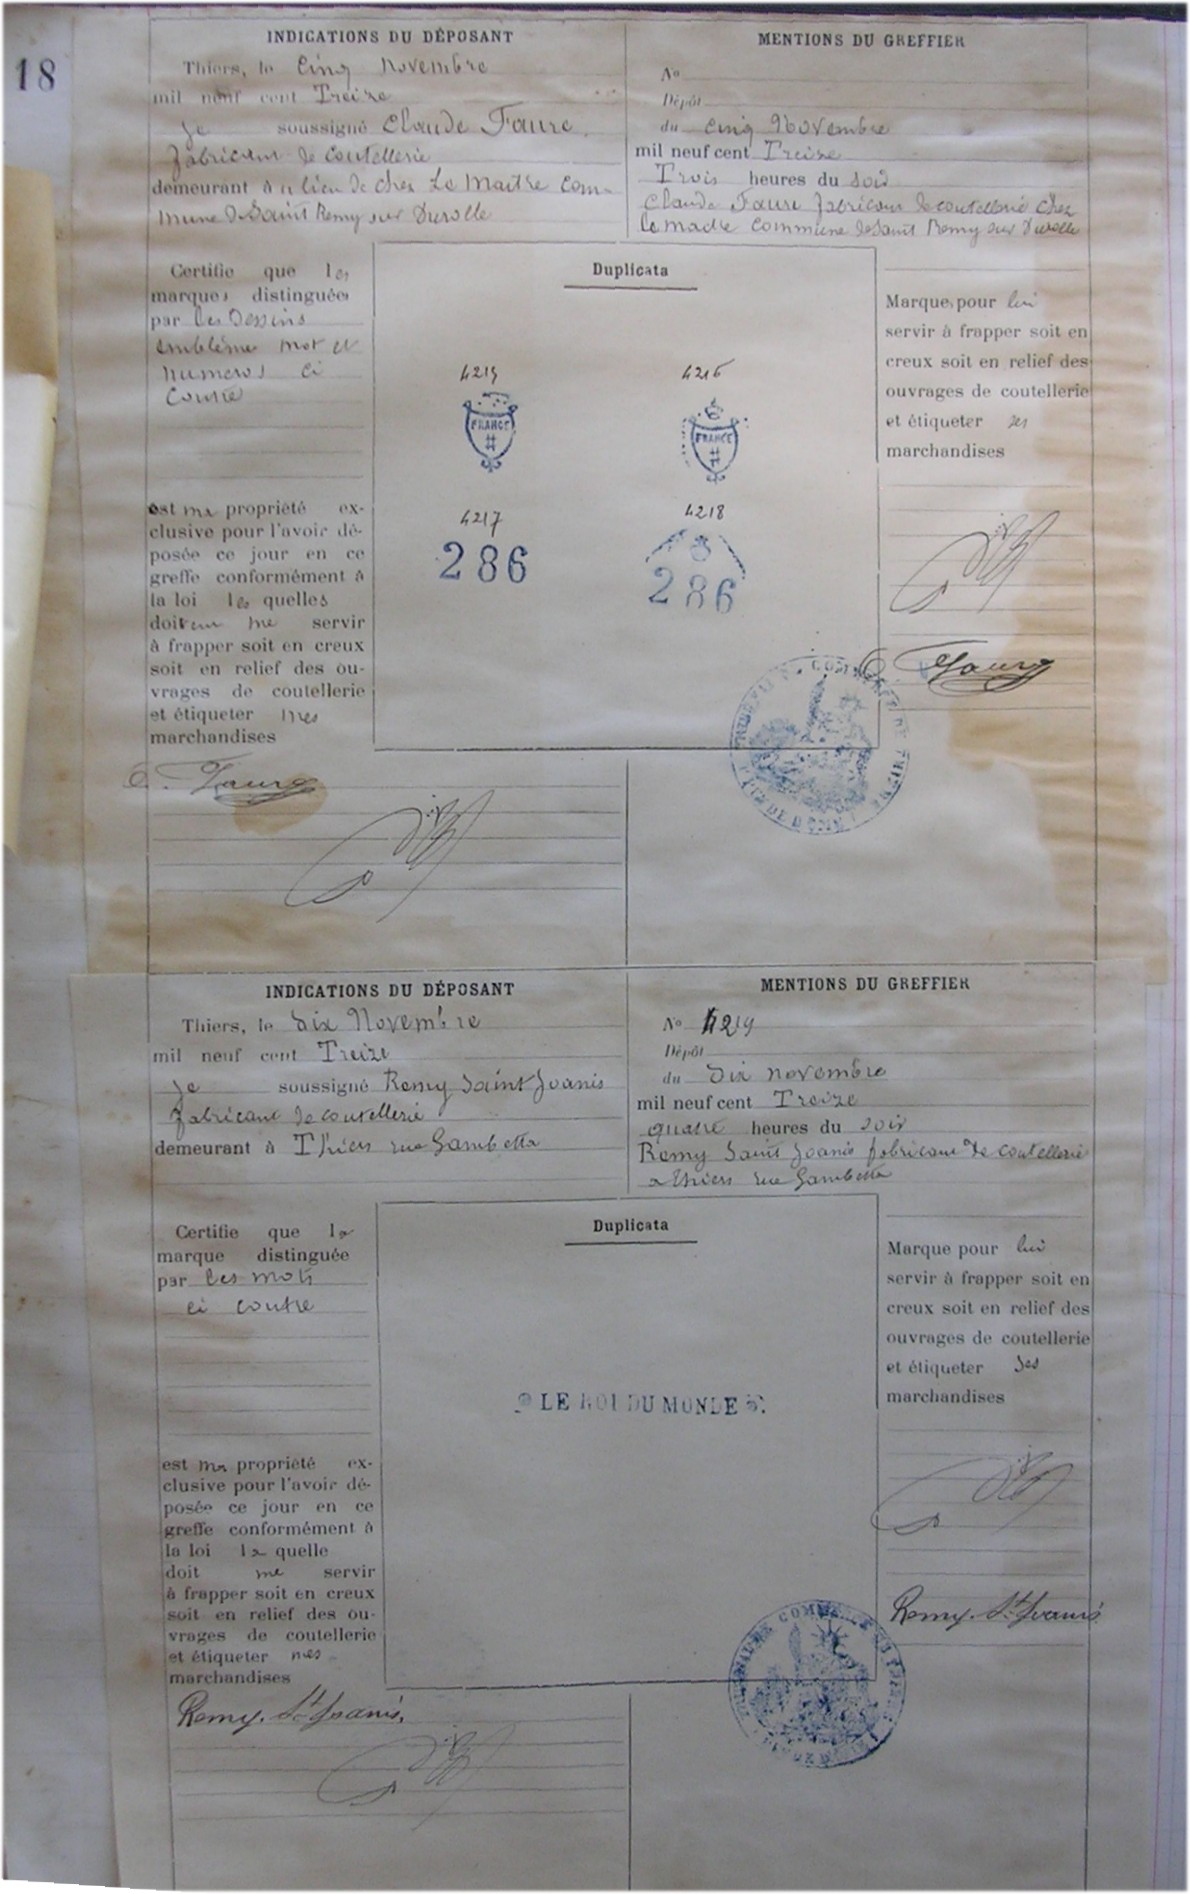 18
INDICATIONS DU DÉPOSANT
Thiers, le Cinq Novembre
mil neuf cent Treize
Je soussigné Claude Faure
fabricant de coutellerie
demeurant à lieu de chez Le Maitre Com-
mune de Saint Remy sur Durolle
MENTIONS DU GREFFIER
No
Dépôt
du cinq Novembre
mil neuf cent Treize
Trois heures du soir
Claude Faure fabricant de coutellerie chez
le maitre commune de Saint Remy sur Durolle
Certifie que les
marques distinguées
par les dessins
emblème mot et
numeros ci
contre
est ma propriété ex-
clusive pour l'avoir dé-
posée ce jour en ce
greffe conformément à
la loi les quelles
doivent me servir
à frapper soit en creux
soit en relief des ou-
vrages de coutellerie
et étiqueter mes
marchandises
C. Faure
Duplicata
4215 4216
FRANCE FRANCE
4217 4218
286 286
Marques pour lui
servir à frapper soit en
creux soit en relief des
ouvrages de coutellerie
et étiqueter ses
marchandises
C. Faure
INDICATIONS DU DÉPOSANT
Thiers, le Dix Novembre
mil neuf cent Treize
Je soussigné Remy Saint Joanis
fabricant de coutellerie
demeurant à Thiers rue Gambetta
MENTIONS DU GREFFIER
No 4219
Dépôt
du Dix novembre
mil neuf cent Treize
quatre heures du soir
Remy Saint Joanis fabricant de coutellerie
a Thiers rue Gambetta
Certifie que la
marque distinguée
par les mots
ci contre
est ma propriété ex-
clusive pour l'avoir dé-
posée ce jour en ce
greffe conformément à
la loi la quelle
doit me servir
à frapper soit en creux
soit en relief des ou-
vrages de coutellerie
et étiqueter mes
marchandises
Remy. St Joanis.
Duplicata
LE ROI DU MONDE
Marque pour lui
servir à frapper soit en
creux soit en relief des
ouvrages de coutellerie
et étiqueter ses
marchandises
Remy. St Joanis